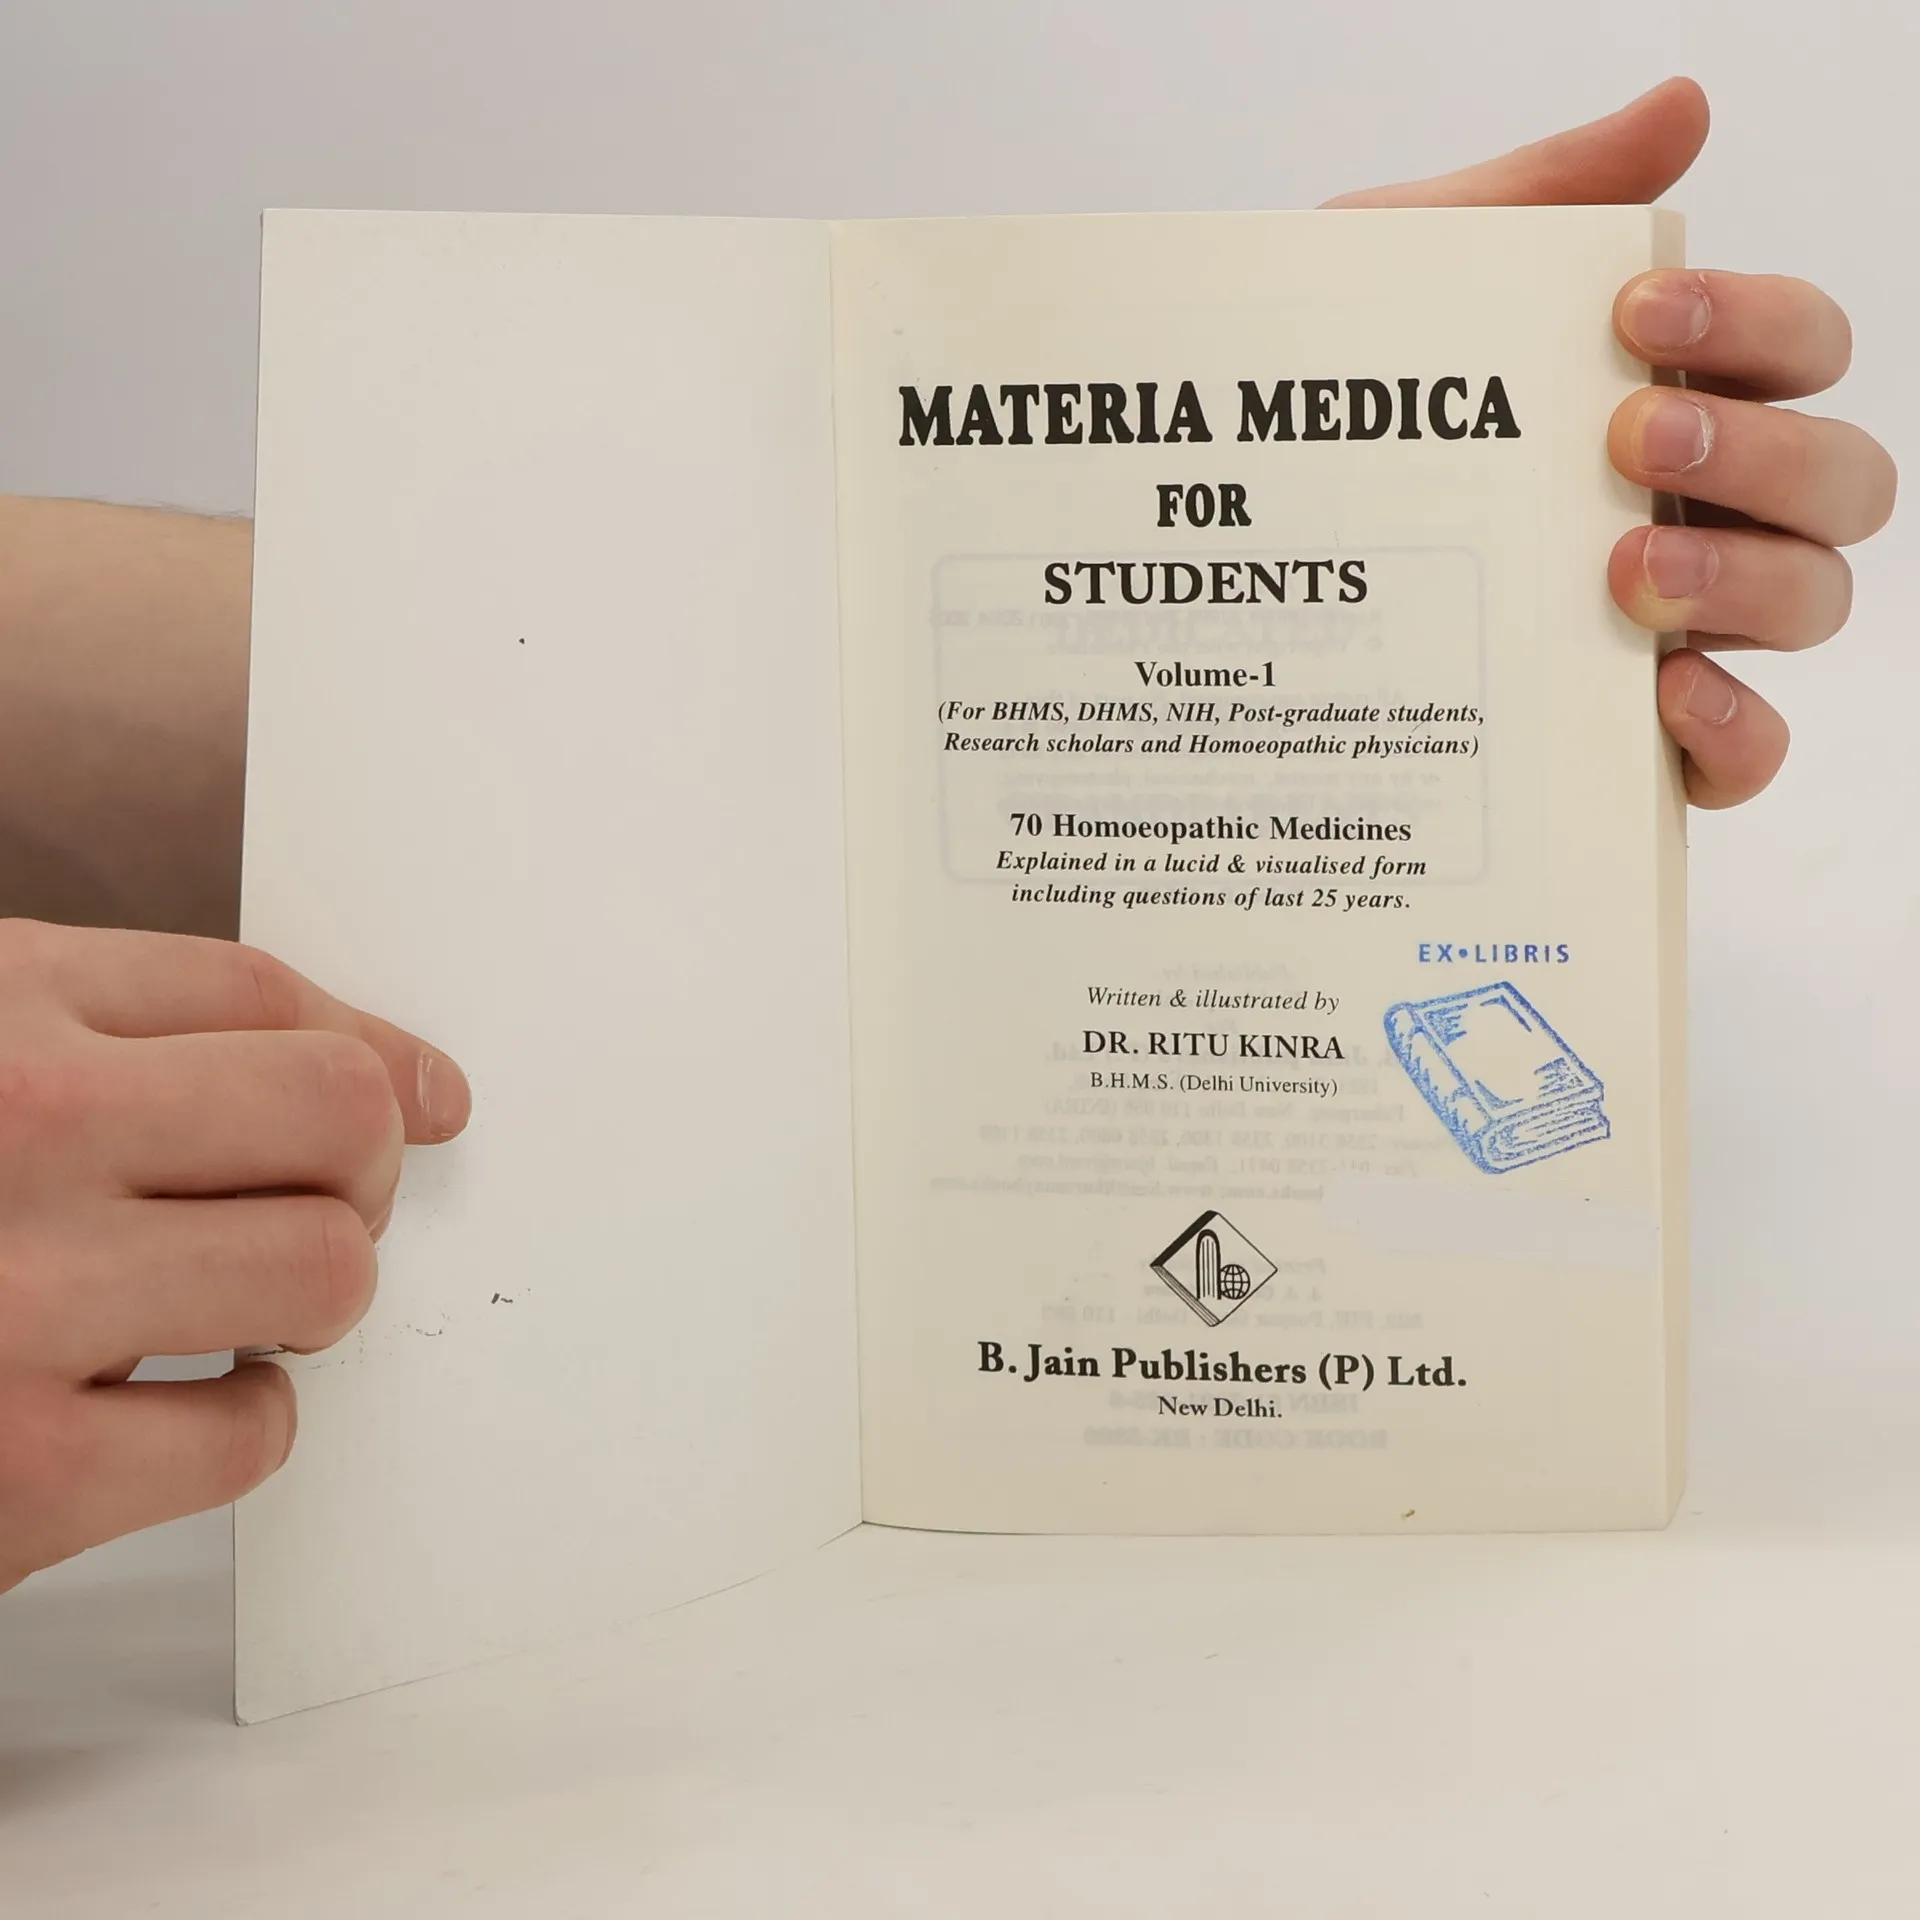 MATERIA MEDICA
FOR
STUDENTS
Volume-1
(For BHMS, DHMS, NIH, Post-graduate students,
Research scholars and Homoeopathic physicians)
70 Homoeopathic Medicines
Explained in a lucid & visualised form
including questions of last 25 years.
EX•LIBRIS
Written & illustrated by
DR. RITU KINRA
B.H.M.S. (Delhi University)
B. Jain Publishers (P) Ltd.
New Delhi.